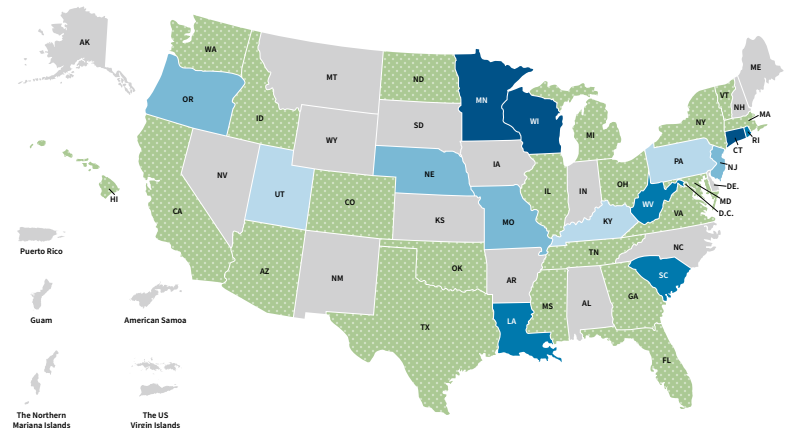 AK
WA
MT
ND
MN
WI
ME
VT
NH
OR
ID
WY
SD
NE
IA
MI
NY
MA
RI
CT
NJ
PA
DE.
MD
D.C.
NV
UT
CO
KS
MO
IL
IN
OH
WV
KY
VA
CA
HI
AZ
NM
OK
AR
TN
NC
SC
TX
LA
MS
AL
GA
FL
Puerto Rico
Guam
American Samoa
The Northern
Mariana Islands
The US
Virgin Islands